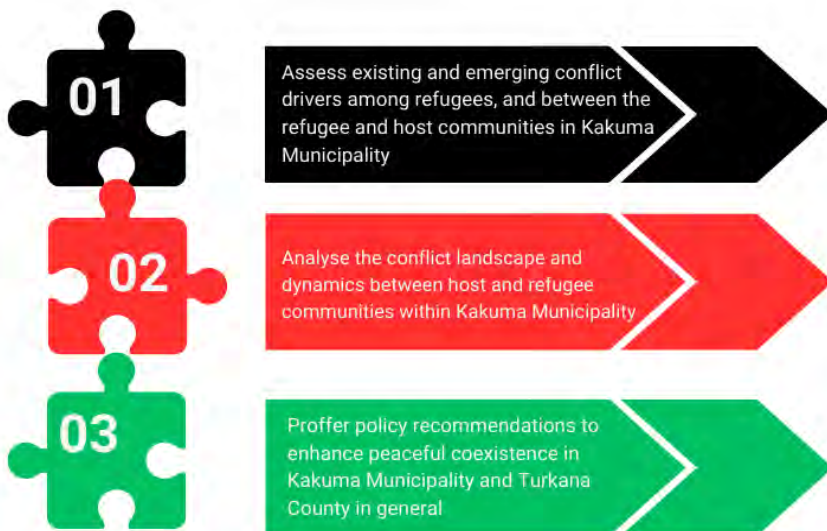 01
Assess existing and emerging conflict
drivers among refugees, and between the
refugee and host communities in Kakuma
Municipality
02
Analyse the conflict landscape and
dynamics between host and refugee
communities within Kakuma Municipality
03
Proffer policy recommendations to
enhance peaceful coexistence in
Kakuma Municipality and Turkana
County in general